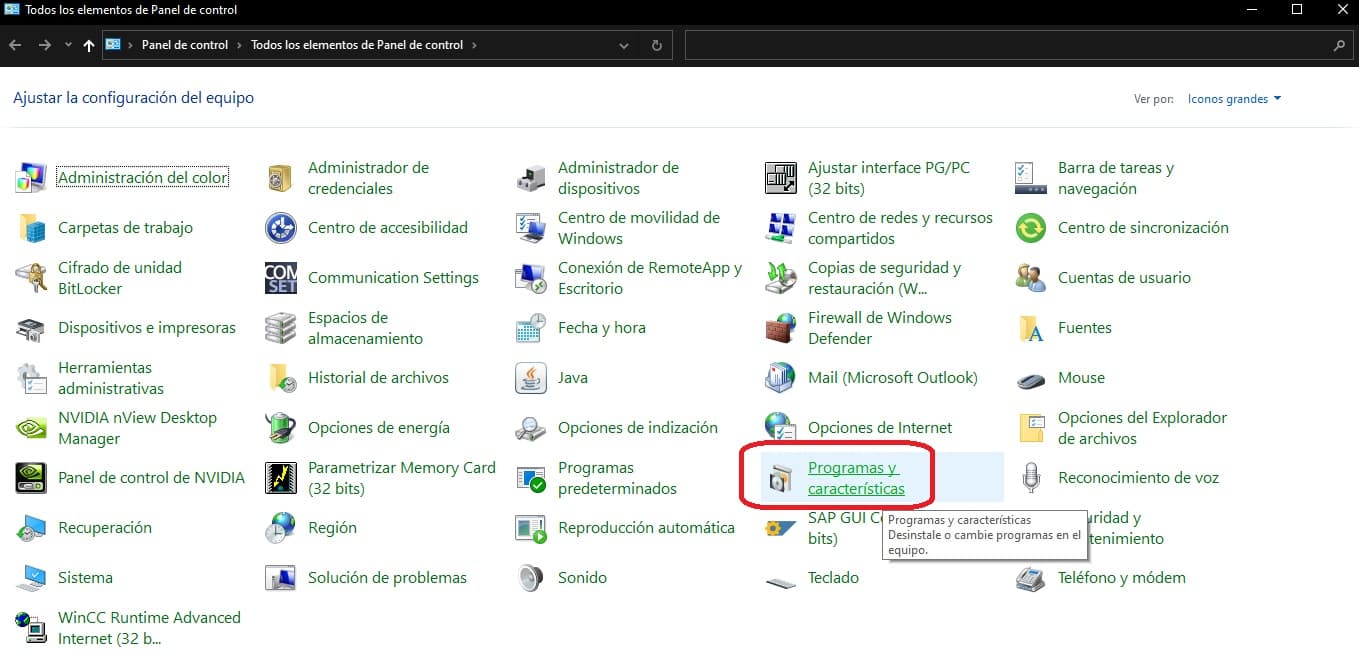 Todos los elementos de Panel de control
Panel de control > Todos los elementos de Panel de control >
Ajustar la configuración del equipo
Ver por: Iconos grandes
Administración del color
Administrador de
credenciales
Administrador de
dispositivos
Ajustar interface PG/PC
(32 bits)
Barra de tareas y
navegación
Carpetas de trabajo
Centro de accesibilidad
Centro de movilidad de
Windows
Centro de redes y recursos
compartidos
Centro de sincronización
Cifrado de unidad
BitLocker
COM
SET
Communication Settings
Conexión de RemoteApp y
Escritorio
Copias de seguridad y
restauración (W...
Cuentas de usuario
Dispositivos e impresoras
Espacios de
almacenamiento
Fecha y hora
Firewall de Windows
Defender
Fuentes
Herramientas
administrativas
Historial de archivos
Java
Mail (Microsoft Outlook)
Mouse
NVIDIA nView Desktop
Manager
Opciones de energía
Opciones de indización
Opciones de Internet
Opciones del Explorador
de archivos
Panel de control de NVIDIA
Parametrizar Memory Card
(32 bits)
Programas
predeterminados
Programas y
características
Reconocimiento de voz
Recuperación
Región
Reproducción automática
SAP GUI
bits)
Programas y características
Desinstale o cambie programas en el
equipo.
Sistema
Solución de problemas
Sonido
Teclado
Teléfono y módem
WinCC Runtime Advanced
Internet (32 b...